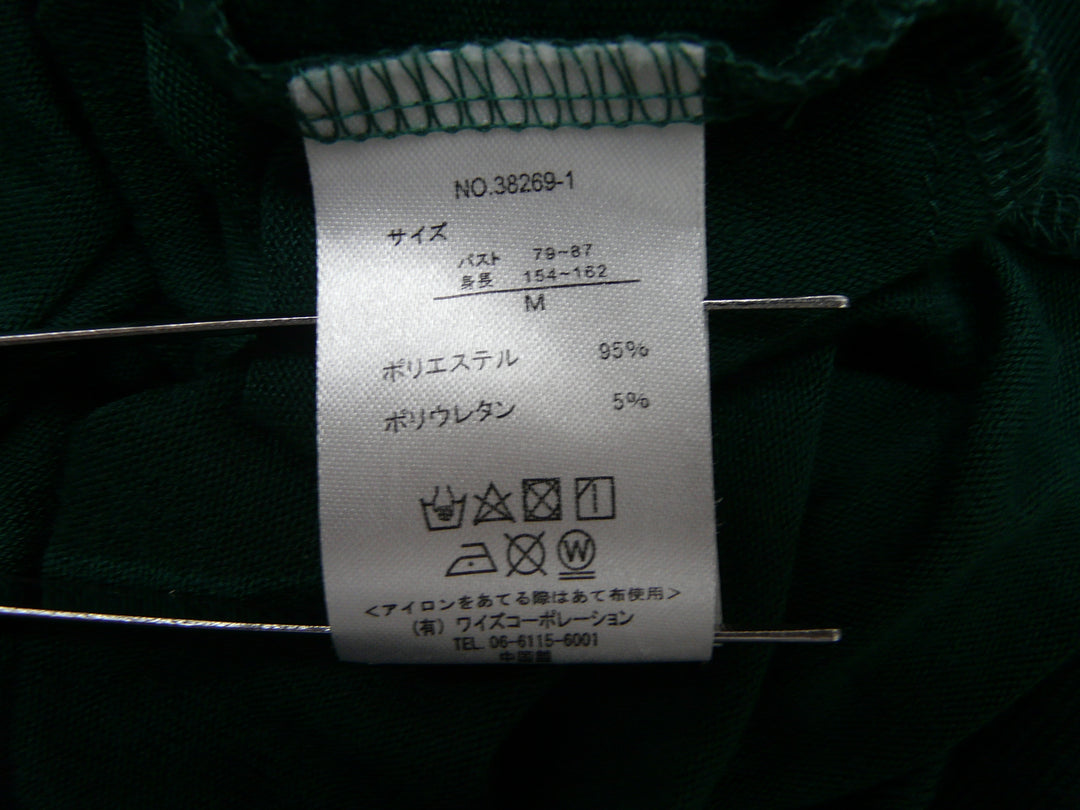 NO.38269-1
サイズ
バスト 79~87
身長 154~162
M
ポリエステル 95%
ポリウレタン 5%
W
<アイロンをあてる際はあて布使用>
(有) ワイズコーポレーション
TEL. 06-6115-6001
中国製